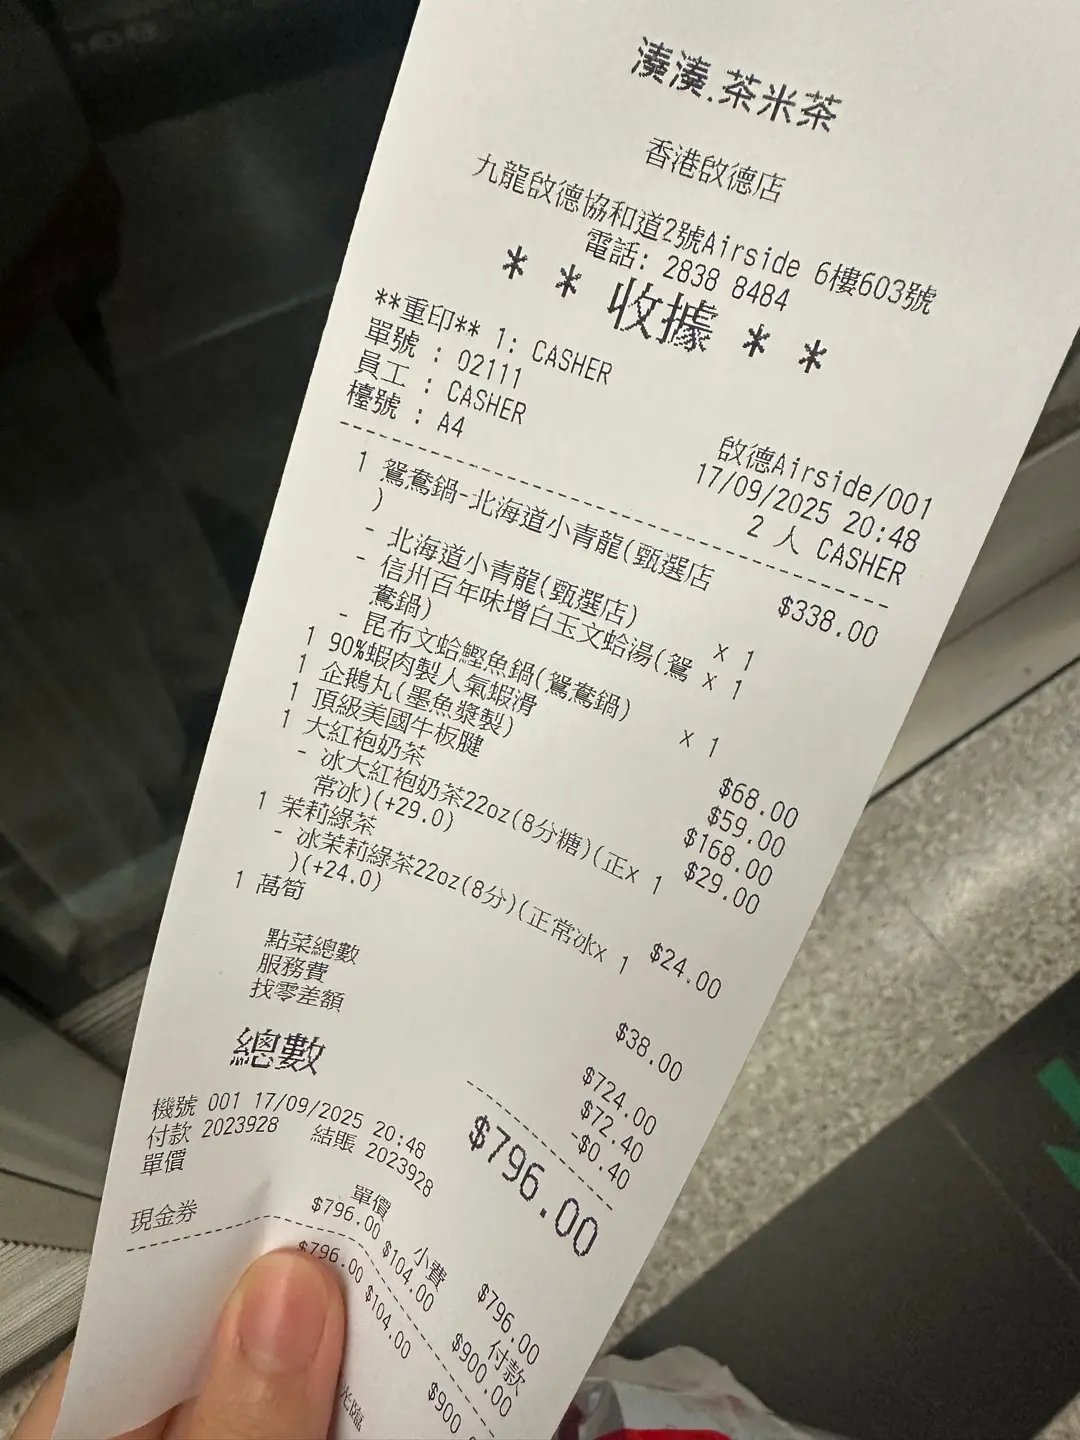 湊湊.茶米茶
香港啟德店
九龍啟德協和道2號Airside 6樓603號
電話: 2838 8484
* * 收據 * *
**重印** 1: CASHER
單號 : 02111
員工 : CASHER
檯號 : A4
啟德Airside/001
17/09/2025 20:48
2 人 CASHER
1 鴛鴦鍋-北海道小青龍(甄選店 $338.00
)
- 北海道小青龍(甄選店) x 1
- 信州百年味增白玉文蛤湯(鴛 x 1
鴦鍋)
- 昆布文蛤鰹魚鍋(鴛鴦鍋) x 1
1 90%蝦肉製人氣蝦滑 $68.00
1 企鵝丸(墨魚漿製) $59.00
1 頂級美國牛板腱 $168.00
1 大紅袍奶茶 $29.00
- 冰大紅袍奶茶22oz(8分糖)(正x 1
常冰)(+29.0)
1 茉莉綠茶 $24.00
- 冰茉莉綠茶22oz(8分)(正常冰x 1
)(+24.0)
1 萵筍 $38.00
點菜總數 $724.00
服務費 $72.40
找零差額 -$0.40
總數 $796.00
機號 001 17/09/2025 20:48
付款 2023928 結賬 2023928
單價 $796.00
單價 小費 付款
現金券 $796.00 $104.00 $900.00
$796.00 $104.00 $900
光臨